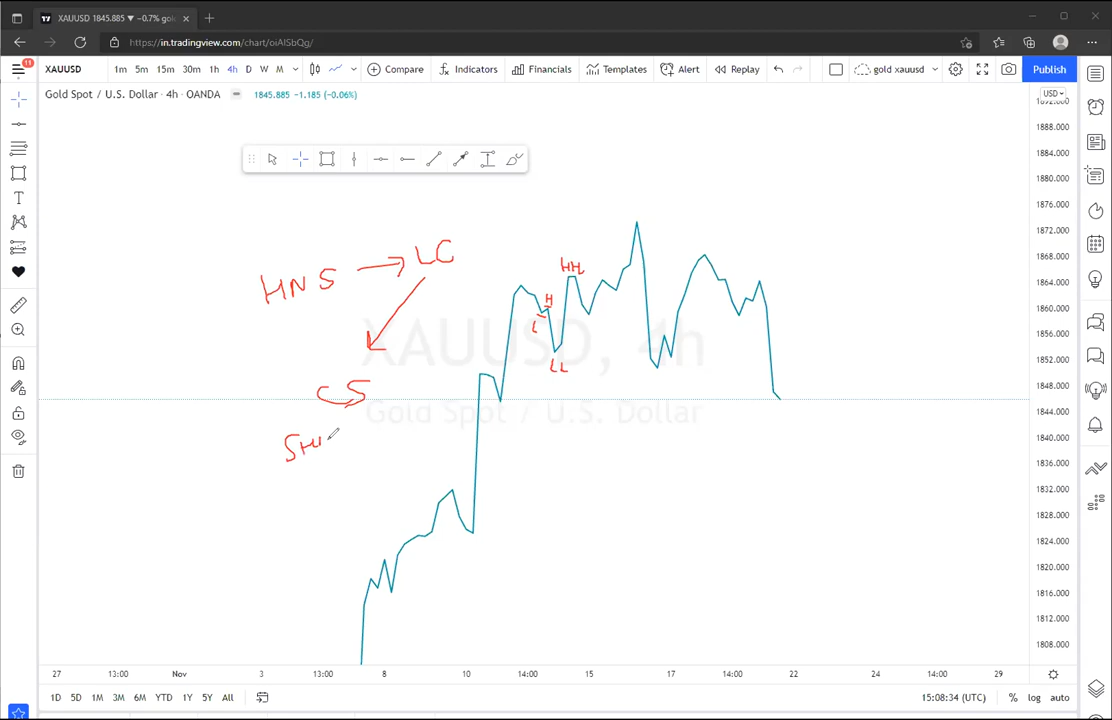 XAUUSD 1845.885 ▼ −0.7% gol
https://in.tradingview.com/chart/oiAISbQg/
11
XAUUSD 1m 5m 15m 30m 1h 4h D W M Compare Indicators Financials Templates Alert Replay gold xauusd Publish
Gold Spot / U.S. Dollar · 4h · OANDA 1845.885 −1.185 (−0.06%)
USD
1892.000
1888.000
1884.000
1880.000
1876.000
1872.000
1868.000
1864.000
1860.000
1856.000
1852.000
1848.000
1844.000
1840.000
1836.000
1832.000
1828.000
1824.000
1820.000
1816.000
1812.000
1808.000
HNS LC
HH
H
L
LL
XAUUSD, 4h
Gold Spot / U.S. Dollar
CS
27 13:00 Nov 3 13:00 8 10 14:00 15 17 14:00 22 24 14:00 29
1D 5D 1M 3M 6M YTD 1Y 5Y All 15:08:34 (UTC) % log auto